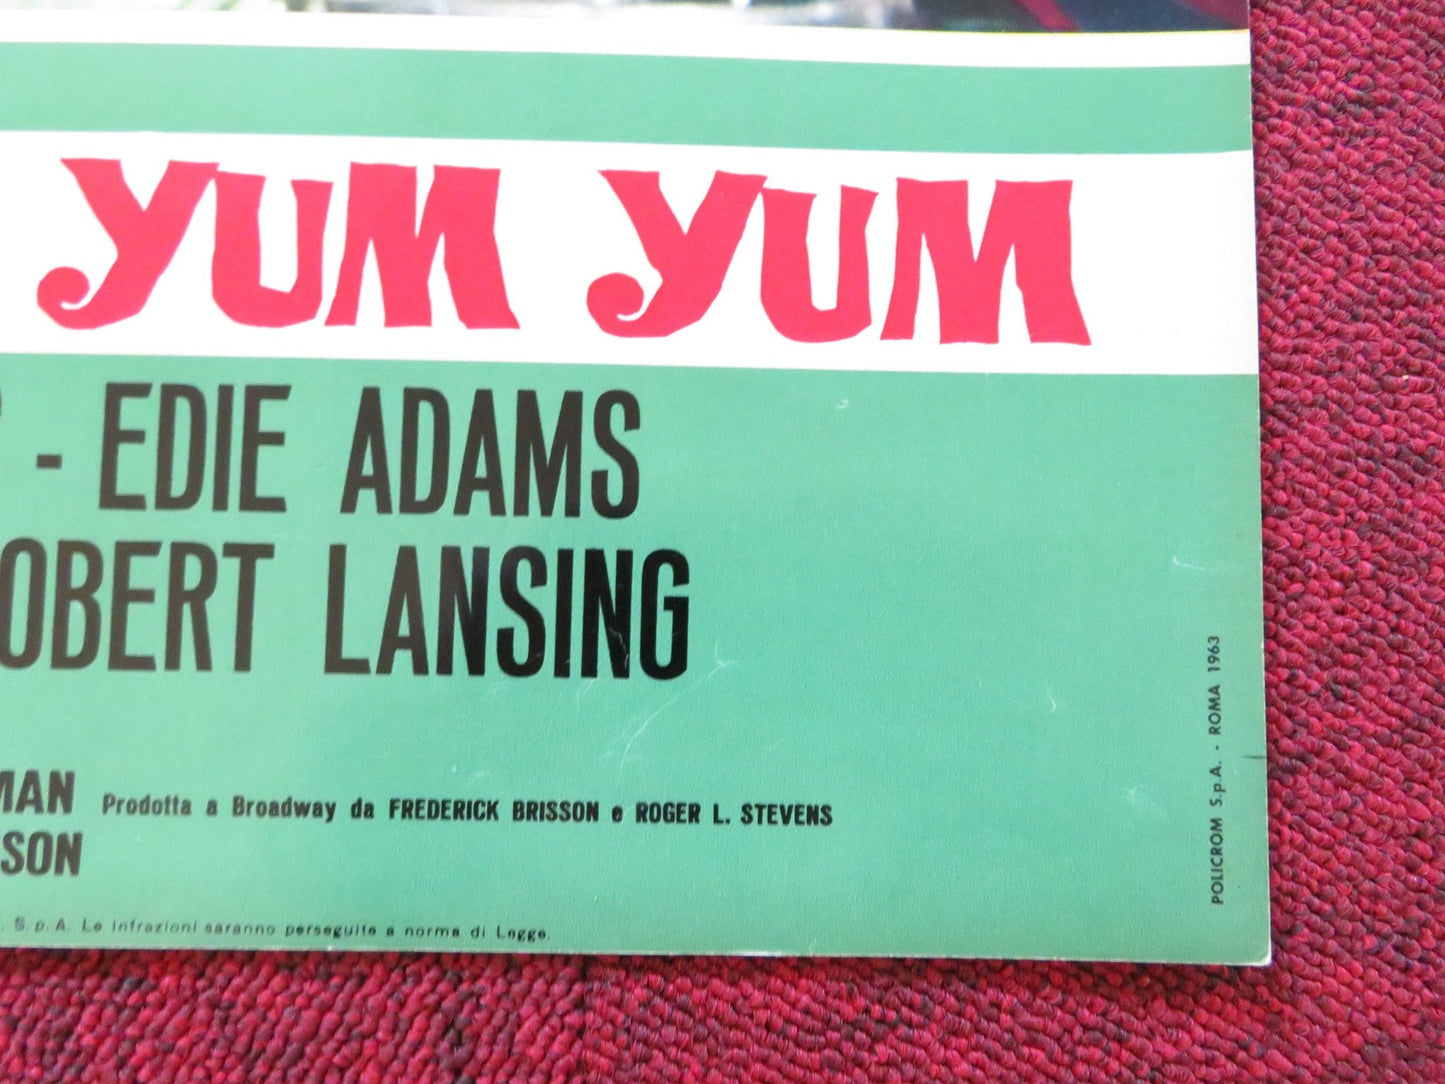 YUM YUM
- EDIE ADAMS
OBERT LANSING
MAN Prodotta a Broadway da FREDERICK BRISSON e ROGER L. STEVENS
SSON
S.p.A. Le infrazioni saranno perseguite a norma di Legge.
POLICROM S.p.A. - ROMA 1963